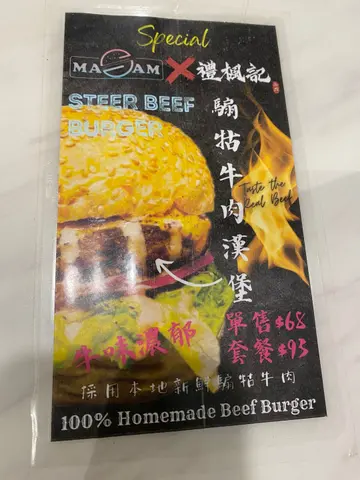 Special
MA AM × 禮楓記
STEER BEEF
BURGER
騸牯牛肉漢堡
Taste the
Real Beef
牛味濃郁
單售$68
套餐$93
採用本地新鮮騸牯牛肉
100% Homemade Beef Burger